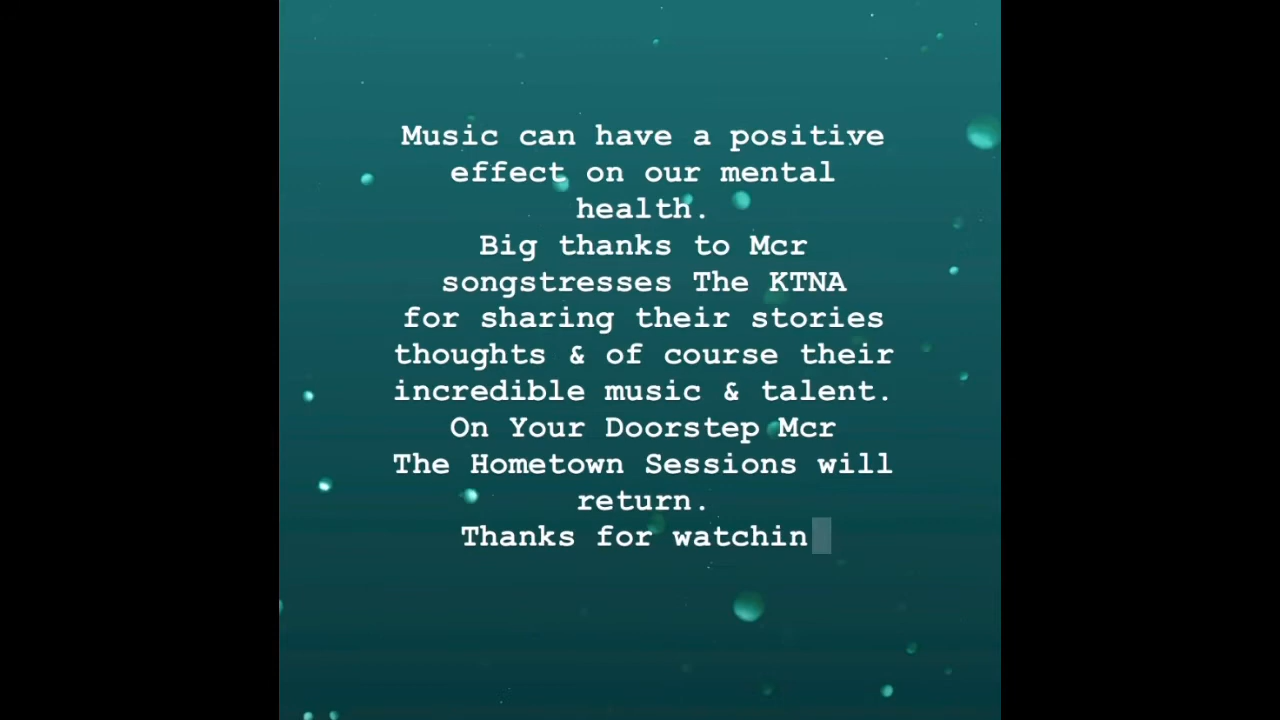 Music can have a positive
effect on our mental
health.
Big thanks to Mcr
songstresses The KTNA
for sharing their stories
thoughts & of course their
incredible music & talent.
On Your Doorstep Mcr
The Hometown Sessions will
return.
Thanks for watchin